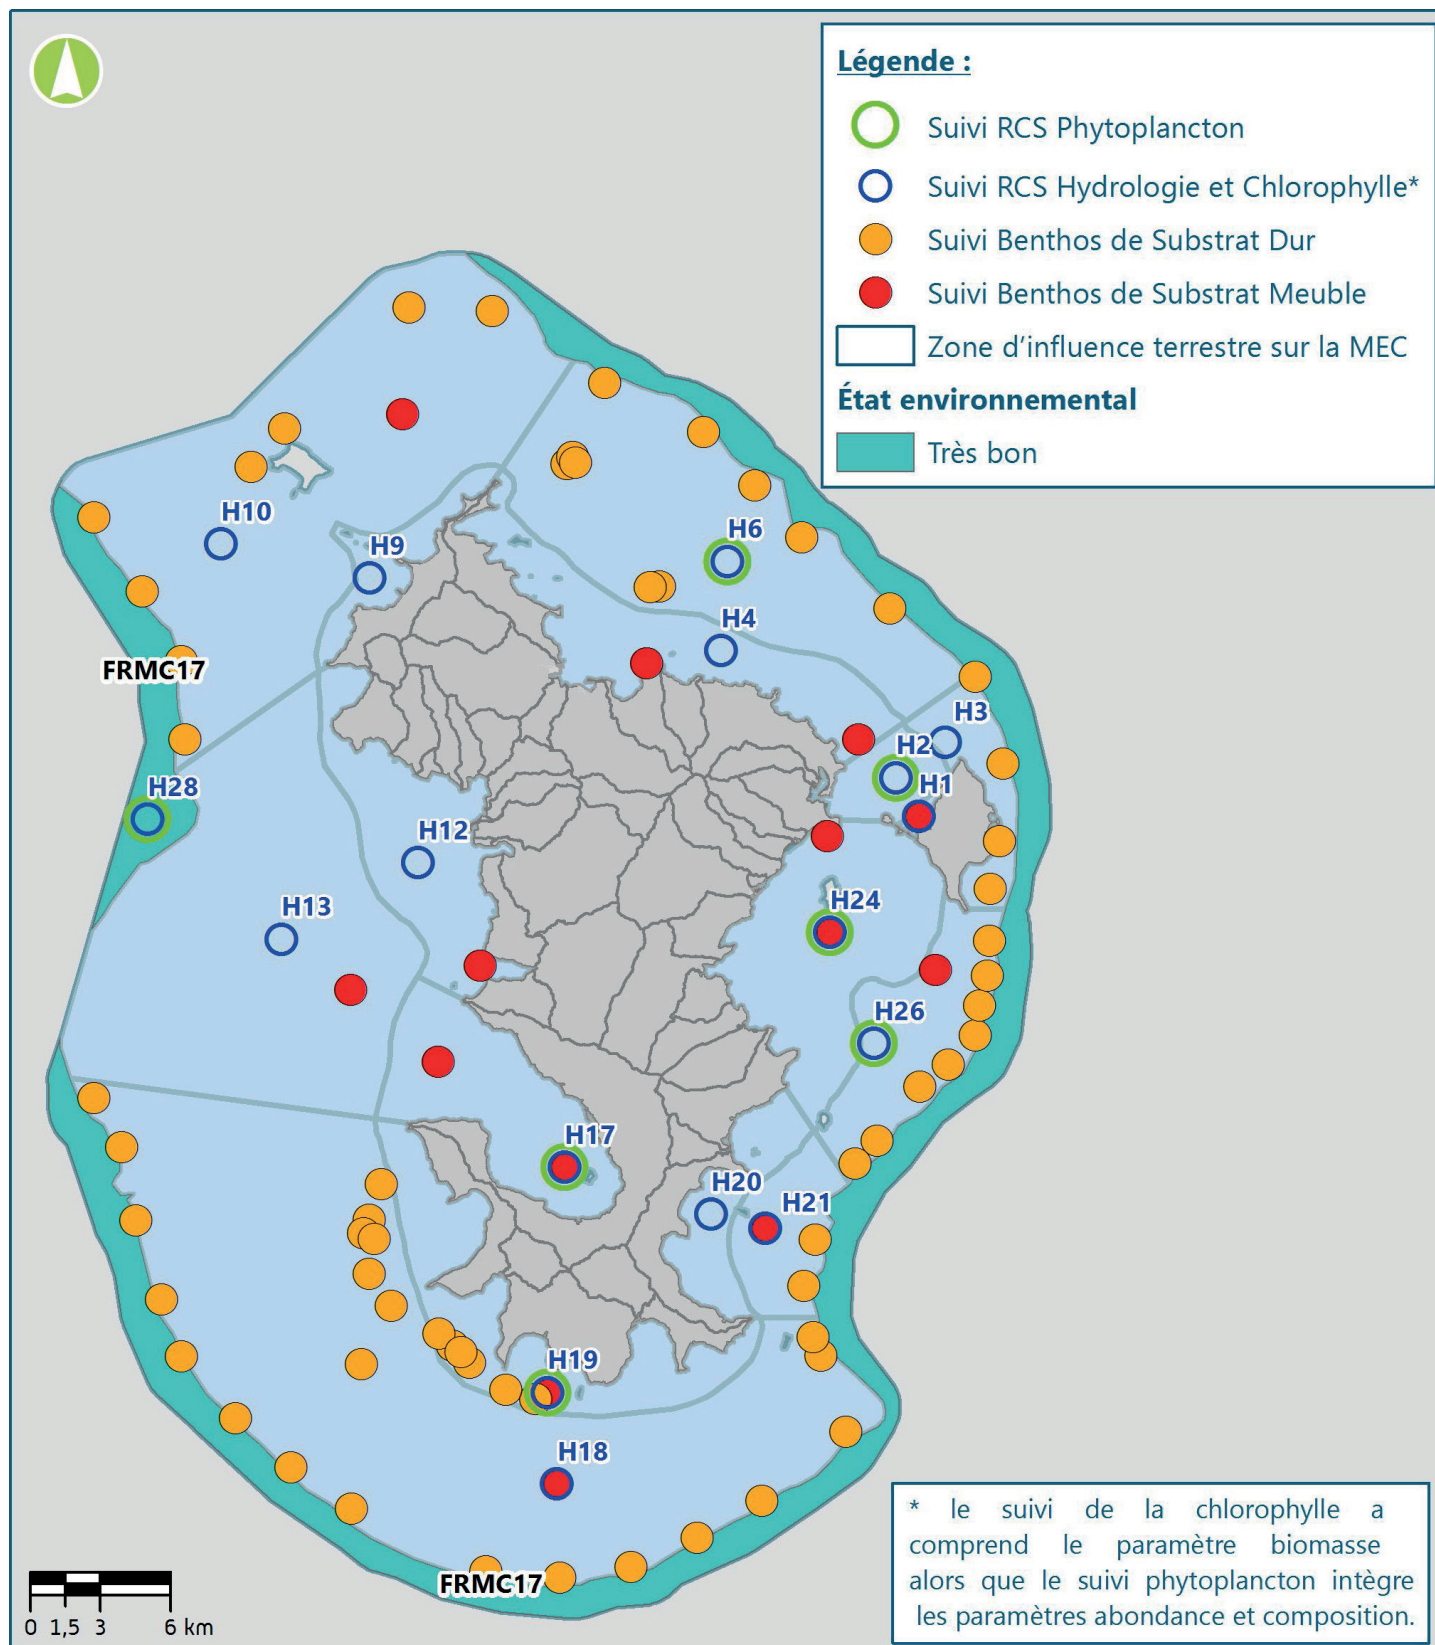 Légende :
Suivi RCS Phytoplancton
Suivi RCS Hydrologie et Chlorophylle*
Suivi Benthos de Substrat Dur
Suivi Benthos de Substrat Meuble
Zone d'influence terrestre sur la MEC
État environnemental
Très bon
H10
H9
H6
H4
FRMC17
H3
H2
H1
H28
H12
H24
H13
H26
H17
H20
H21
H19
H18
FRMC17
0 1,5 3 6 km
* le suivi de la chlorophylle a
comprend le paramètre biomasse
alors que le suivi phytoplancton intègre
les paramètres abondance et composition.